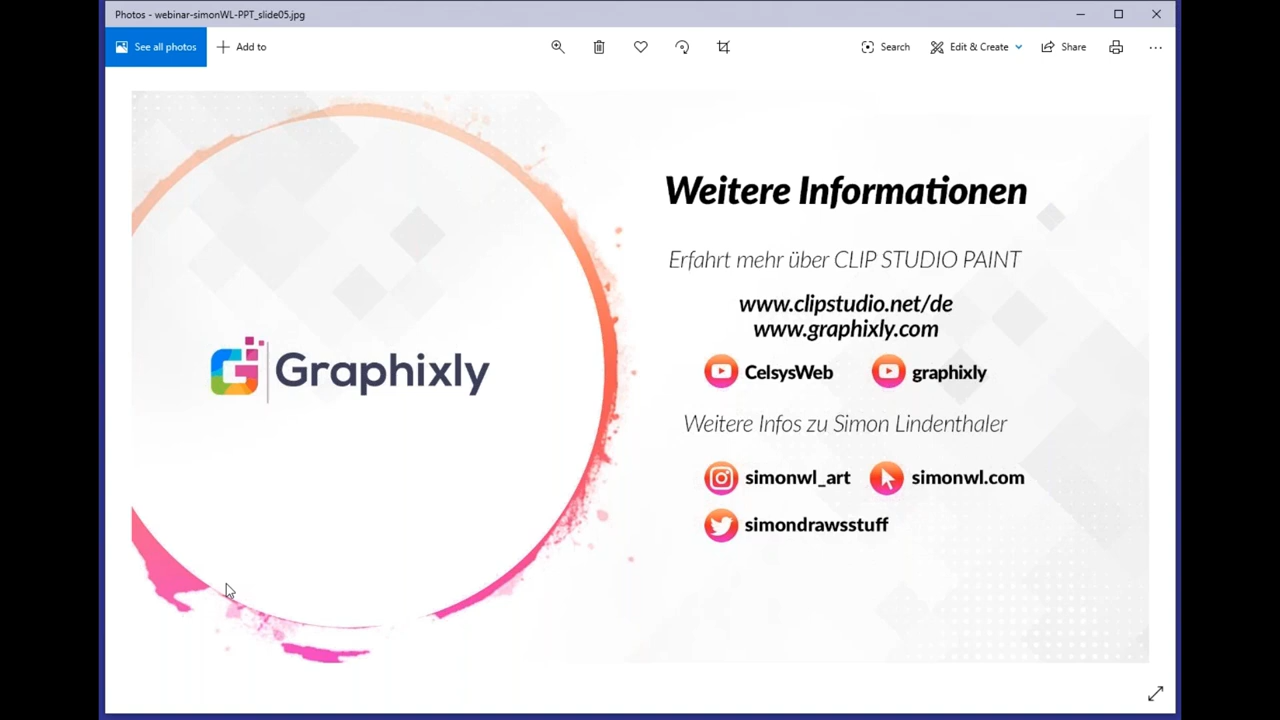 Photos - webinar-simonWL-PPT_slide05.jpg
See all photos
Add to
Search
Edit & Create
Share
Weitere Informationen
Erfahrt mehr über CLIP STUDIO PAINT
www.clipstudio.net/de
www.graphixly.com
CelsysWeb graphixly
Graphixly
Weitere Infos zu Simon Lindenthaler
simonwl_art simonwl.com
simondrawsstuff